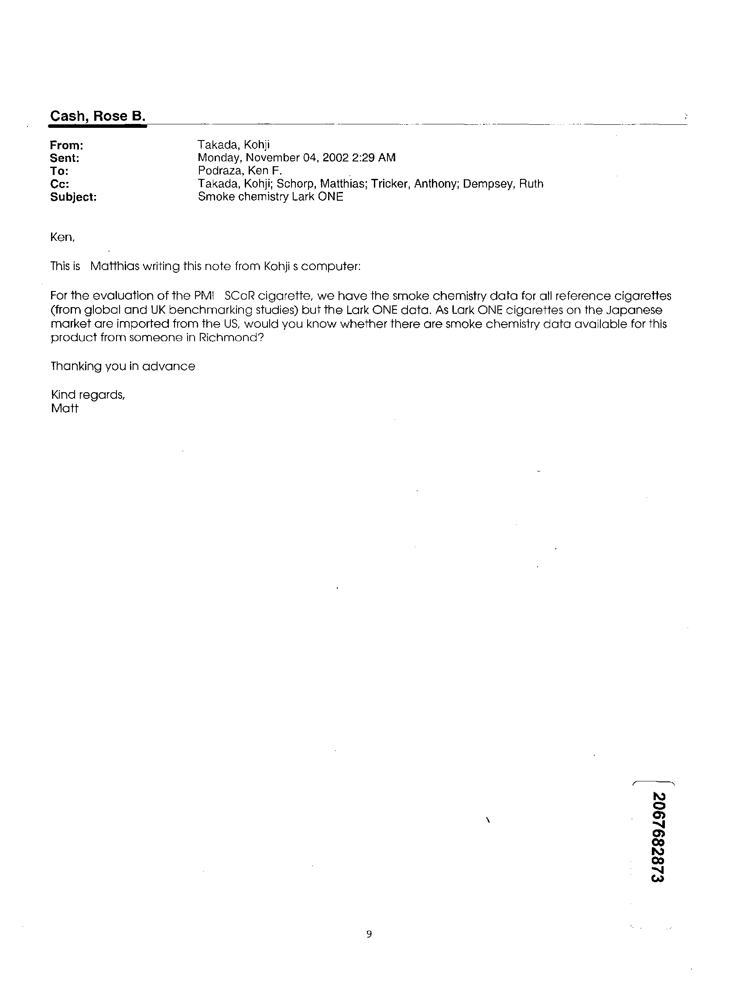 Cash, Rose B.
From: Takada, Kohji
Sent: Monday, November 04, 2002 2:29 AM
To: Podraza, Ken F.
Cc: Takada, Kohji; Schorp, Matthias; Tricker, Anthony; Dempsey, Ruth
Subject: Smoke chemistry Lark ONE
Ken,
This is Matthias writing this note from Kohji s computer:
For the evaluation of the PMI SCoR cigarette, we have the smoke chemistry data for all reference cigarettes
(from global and UK benchmarking studies) but the Lark ONE data. As Lark ONE cigarettes on the Japanese
market are imported from the US, would you know whether there are smoke chemistry data available for this
product from someone in Richmond?
Thanking you in advance
Kind regards,
Matt
2067682873
9